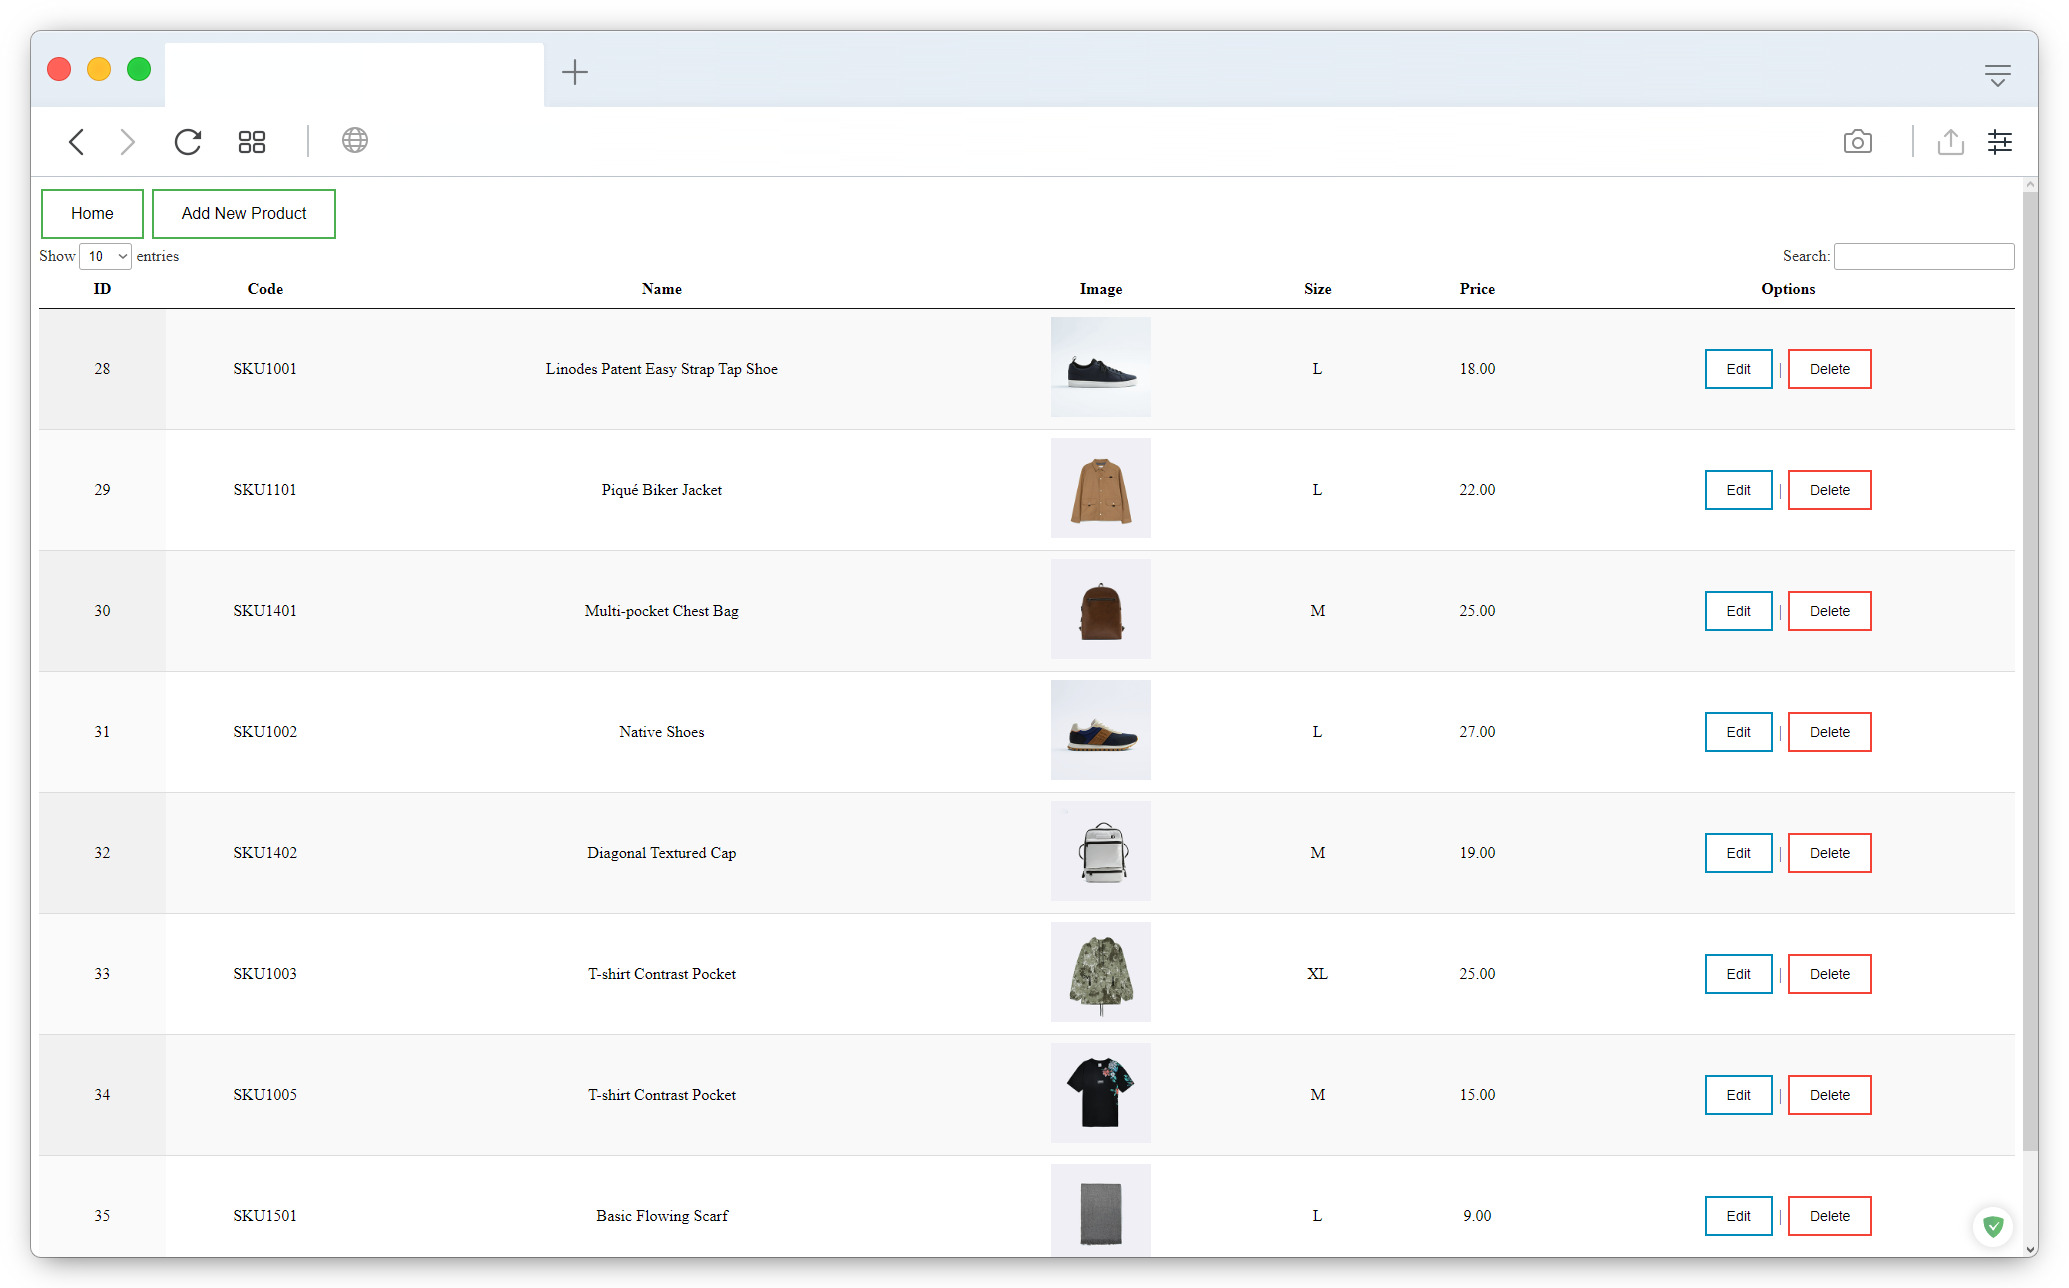 Home Add New Product
Show 10 entries Search:
ID Code Name Image Size Price Options
28 SKU1001 Linodes Patent Easy Strap Tap Shoe L 18.00 Edit | Delete
29 SKU1101 Piqué Biker Jacket L 22.00 Edit | Delete
30 SKU1401 Multi-pocket Chest Bag M 25.00 Edit | Delete
31 SKU1002 Native Shoes L 27.00 Edit | Delete
32 SKU1402 Diagonal Textured Cap M 19.00 Edit | Delete
33 SKU1003 T-shirt Contrast Pocket XL 25.00 Edit | Delete
34 SKU1005 T-shirt Contrast Pocket M 15.00 Edit | Delete
35 SKU1501 Basic Flowing Scarf L 9.00 Edit | Delete